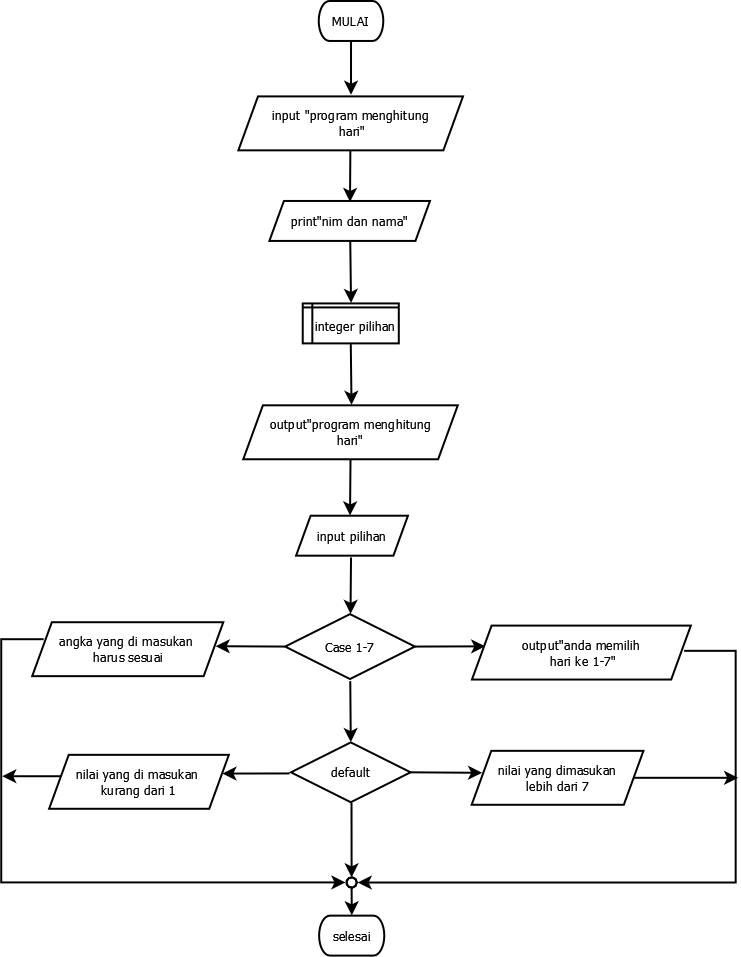 MULAI
input "program menghitung
hari"
print"nim dan nama"
integer pilihan
output"program menghitung
hari"
input pilihan
angka yang di masukan
harus sesuai
Case 1-7
output"anda memilih
hari ke 1-7"
nilai yang di masukan
kurang dari 1
default
nilai yang dimasukan
lebih dari 7
selesai